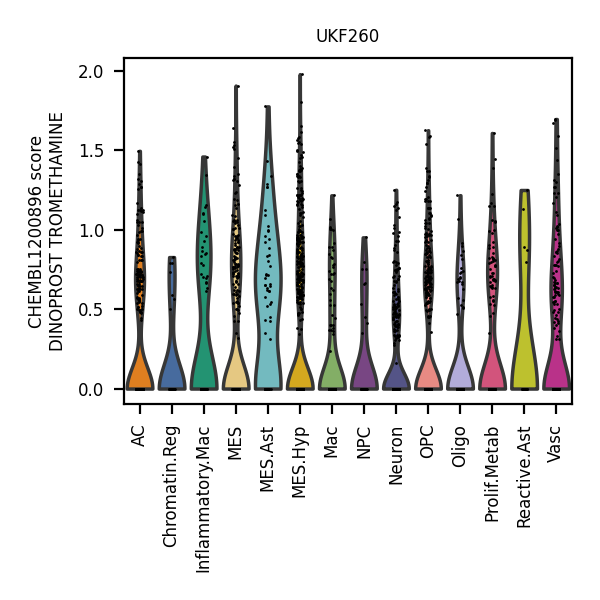 UKF260
CHEMBL1200896 score
DINOPROST TROMETHAMINE
2.0
1.5
1.0
0.5
0.0
AC
Chromatin.Reg
Inflammatory.Mac
MES
MES.Ast
MES.Hyp
Mac
NPC
Neuron
OPC
Oligo
Prolif.Metab
Reactive.Ast
Vasc